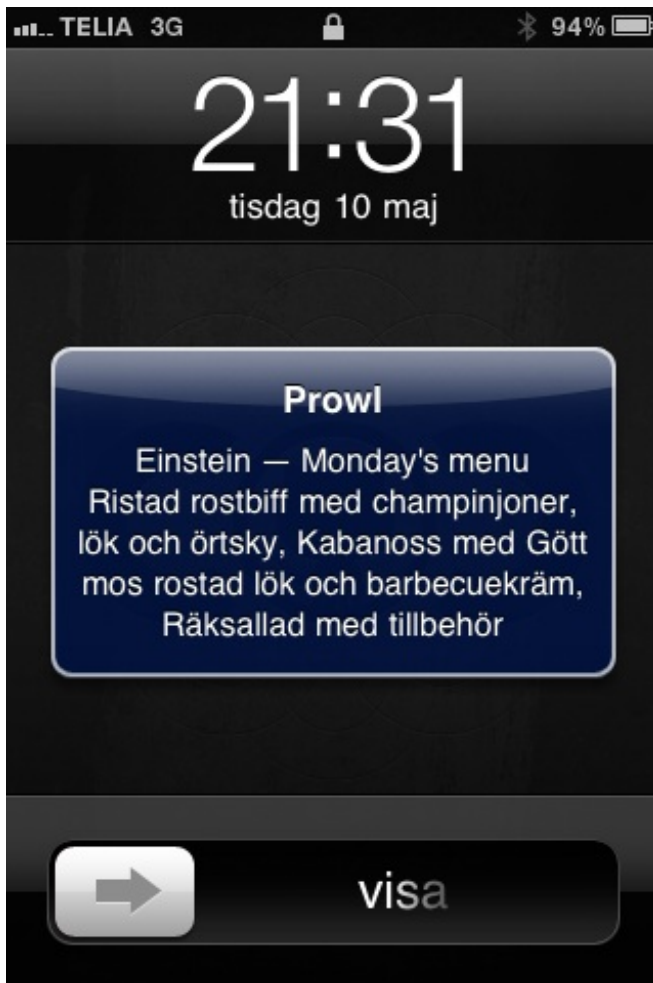 TELIA 3G 94%
21:31
tisdag 10 maj
Prowl
Einstein — Monday's menu
Ristad rostbiff med champinjoner,
lök och örtsky, Kabanoss med Gött
mos rostad lök och barbecuekräm,
Räksallad med tillbehör
visa